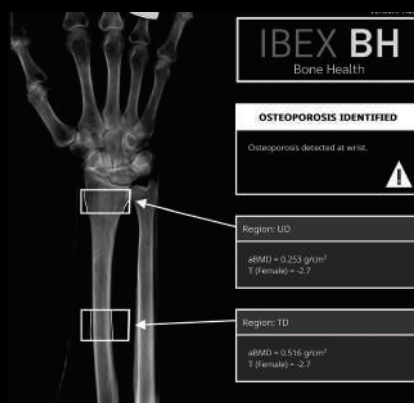 IBEX BH
Bone Health
OSTEOPOROSIS IDENTIFIED
Osteoporosis detected at wrist.
Region: UD
aBMD = 0.253 g/cm²
T (Female) = -2.7
Region: TD
aBMD = 0.516 g/cm²
T (Female) = -2.7